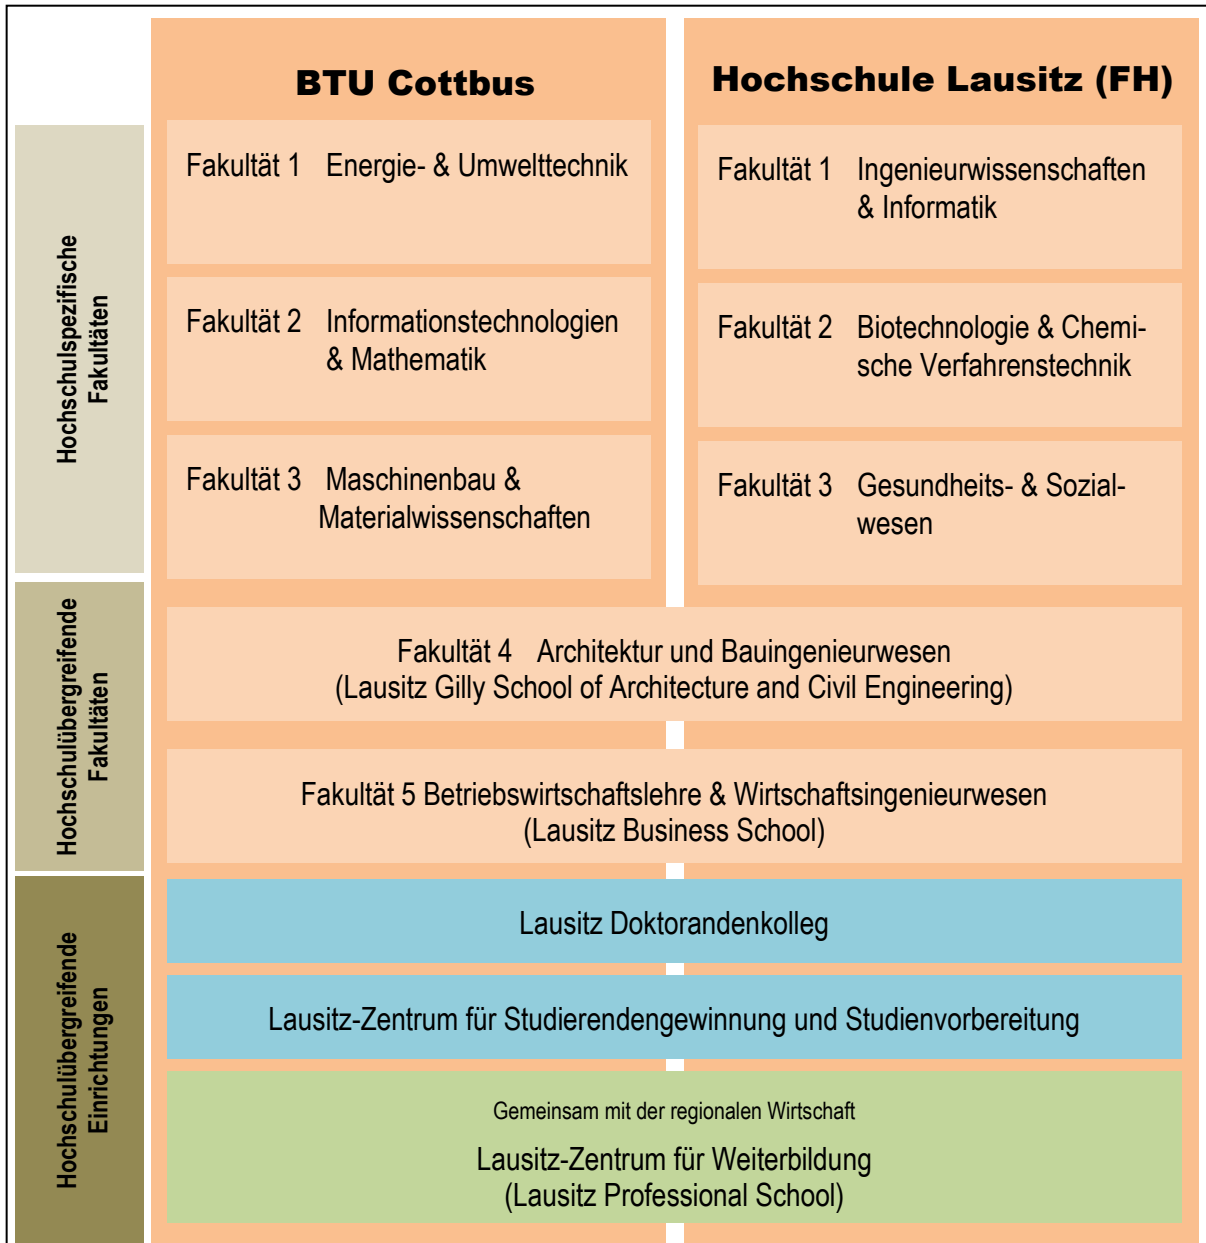 BTU Cottbus
Hochschule Lausitz (FH)
Hochschulspezifische
Fakultäten
Fakultät 1 Energie- & Umwelttechnik
Fakultät 2 Informationstechnologien
& Mathematik
Fakultät 3 Maschinenbau &
Materialwissenschaften
Fakultät 1 Ingenieurwissenschaften
& Informatik
Fakultät 2 Biotechnologie & Chemi-
sche Verfahrenstechnik
Fakultät 3 Gesundheits- & Sozial-
wesen
Hochschulübergreifende
Fakultäten
Fakultät 4 Architektur und Bauingenieurwesen
(Lausitz Gilly School of Architecture and Civil Engineering)
Fakultät 5 Betriebswirtschaftslehre & Wirtschaftsingenieurwesen
(Lausitz Business School)
Hochschulübergreifende
Einrichtungen
Lausitz Doktorandenkolleg
Lausitz-Zentrum für Studierendengewinnung und Studienvorbereitung
Gemeinsam mit der regionalen Wirtschaft
Lausitz-Zentrum für Weiterbildung
(Lausitz Professional School)